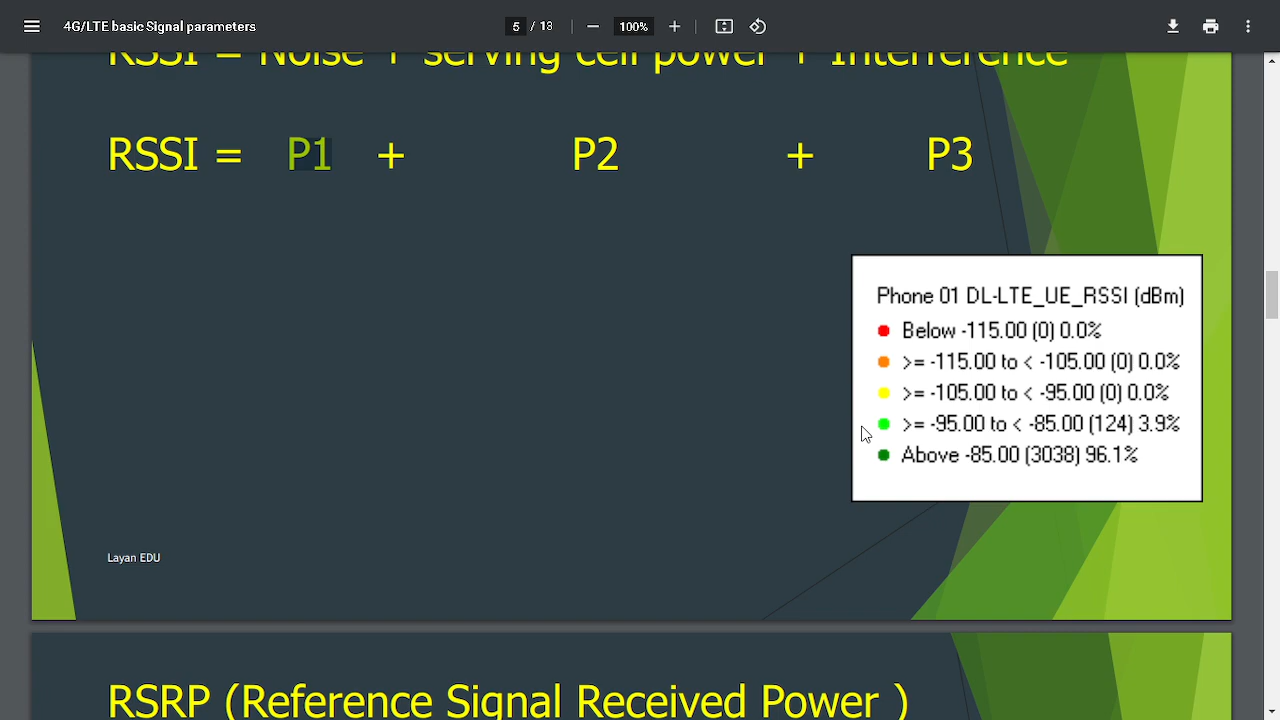 4G/LTE basic Signal parameters
5 / 18
100%
RSSI = Noise + serving cell power + Interference
RSSI = P1 + P2 + P3
Phone 01 DL-LTE_UE_RSSI (dBm)
Below -115.00 (0) 0.0%
>= -115.00 to < -105.00 (0) 0.0%
>= -105.00 to < -95.00 (0) 0.0%
>= -95.00 to < -85.00 (124) 3.9%
Above -85.00 (3038) 96.1%
Layan EDU
RSRP (Reference Signal Received Power )